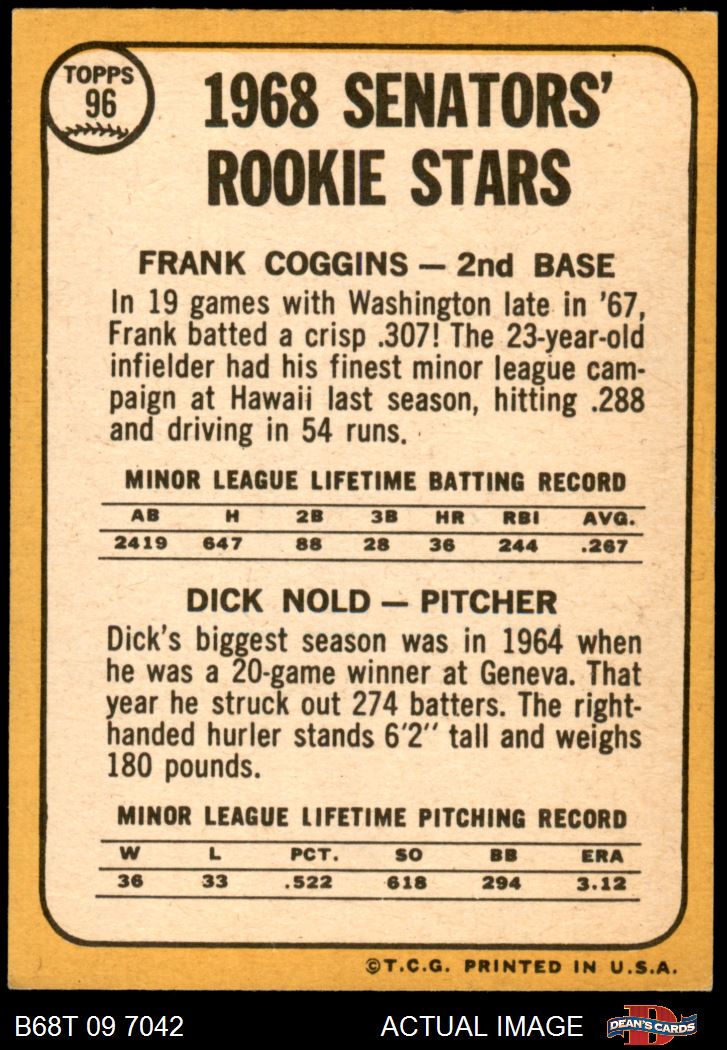 TOPPS
96
1968 SENATORS'
ROOKIE STARS
FRANK COGGINS — 2nd BASE
In 19 games with Washington late in '67,
Frank batted a crisp .307! The 23-year-old
infielder had his finest minor league cam-
paign at Hawaii last season, hitting .288
and driving in 54 runs.
MINOR LEAGUE LIFETIME BATTING RECORD
AB H 2B 3B HR RBI AVG.
2419 647 88 28 36 244 .267
DICK NOLD — PITCHER
Dick's biggest season was in 1964 when
he was a 20-game winner at Geneva. That
year he struck out 274 batters. The right-
handed hurler stands 6'2'' tall and weighs
180 pounds.
MINOR LEAGUE LIFETIME PITCHING RECORD
W L PCT. SO BB ERA
36 33 .522 618 294 3.12
©T.C.G. PRINTED IN U.S.A.
B68T 09 7042 ACTUAL IMAGE DEAN'S CARDS